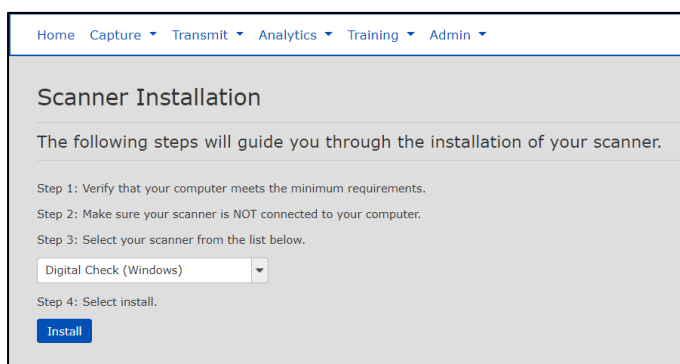 Home Capture Transmit Analytics Training Admin
Scanner Installation
The following steps will guide you through the installation of your scanner.
Step 1: Verify that your computer meets the minimum requirements.
Step 2: Make sure your scanner is NOT connected to your computer.
Step 3: Select your scanner from the list below.
Digital Check (Windows)
Step 4: Select install.
Install